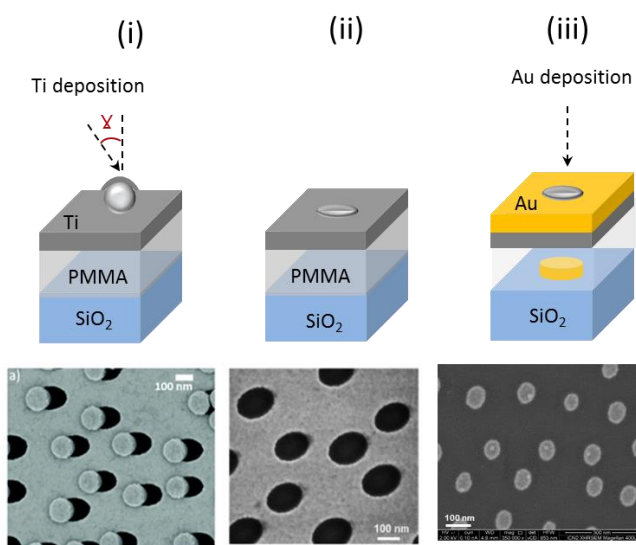 (i)
(ii)
(iii)
Ti deposition
Au deposition
Ti
PMMA
SiO₂
PMMA
SiO₂
Au
SiO₂
a)
100 nm
100 nm
100 nm